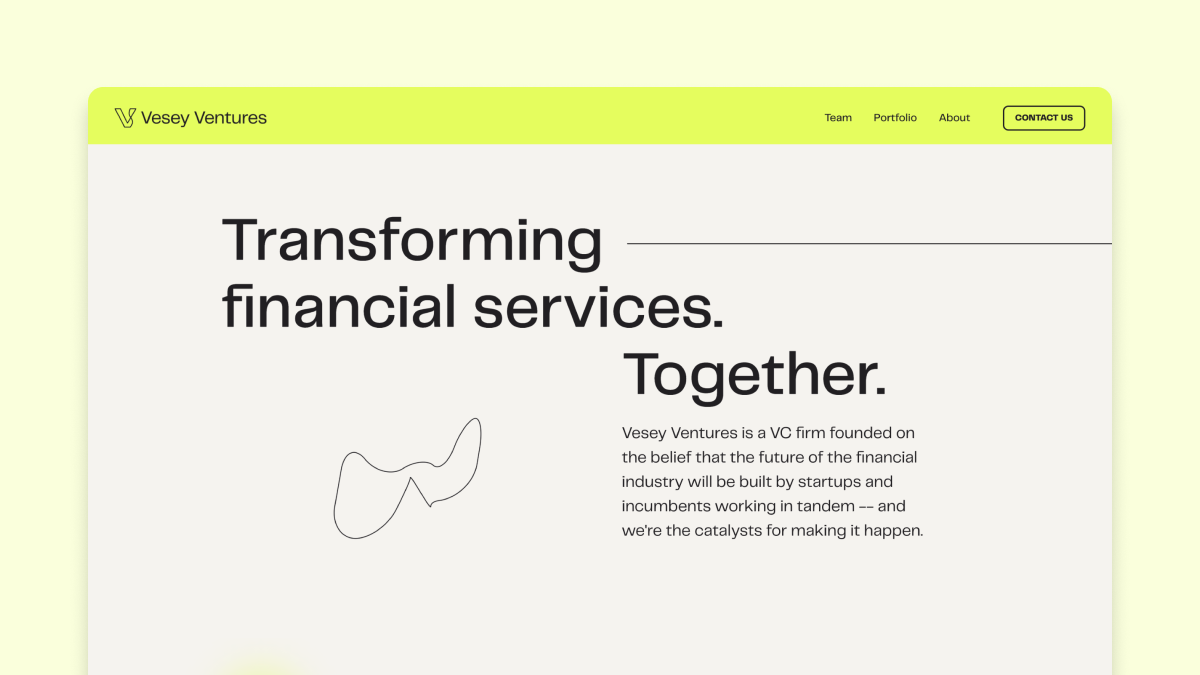 Vesey Ventures
Team Portfolio About CONTACT US
Transforming
financial services.
Together.
Vesey Ventures is a VC firm founded on
the belief that the future of the financial
industry will be built by startups and
incumbents working in tandem -- and
we're the catalysts for making it happen.